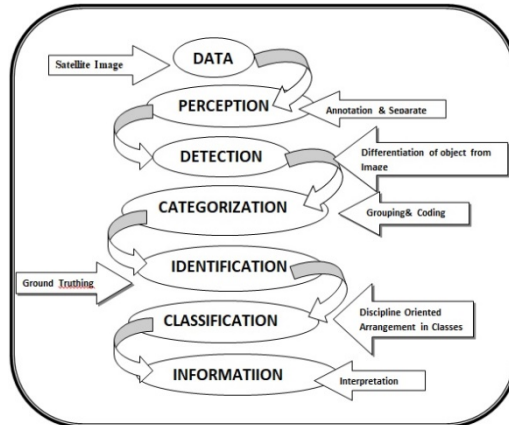 DATA
Satellite Image
PERCEPTION
Annotation & Separate
DETECTION
Differentiation of object from
Image
CATEGORIZATION
Grouping& Coding
IDENTIFICATION
Ground Truthing
CLASSIFICATION
Discipline Oriented
Arrangement in Classes
INFORMATIION
Interpretation